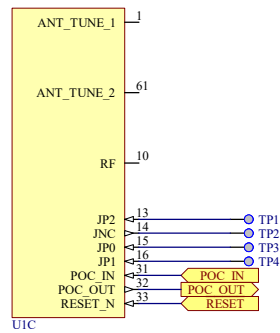 ANT_TUNE_1 1
ANT_TUNE_2 61
RF 10
JP2 13 TP1
JNC 14 TP2
JP0 15 TP3
JP1 16 TP4
POC_IN 31 POC_IN
POC_OUT 32 POC_OUT
RESET_N 33 RESET
U1C